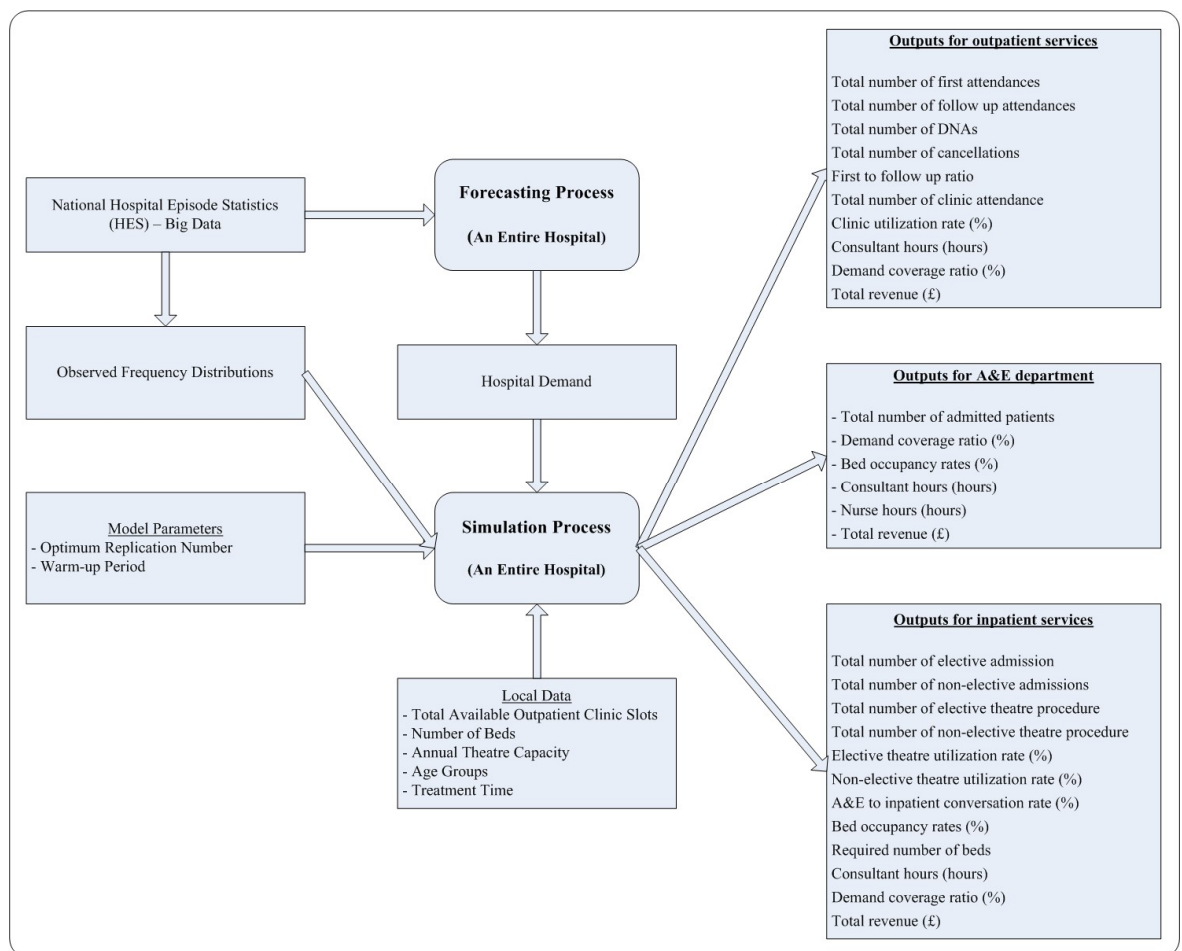 National Hospital Episode Statistics
(HES) – Big Data
Forecasting Process
(An Entire Hospital)
Observed Frequency Distributions
Hospital Demand
Model Parameters
- Optimum Replication Number
- Warm-up Period
Simulation Process
(An Entire Hospital)
Local Data
- Total Available Outpatient Clinic Slots
- Number of Beds
- Annual Theatre Capacity
- Age Groups
- Treatment Time
Outputs for outpatient services
Total number of first attendances
Total number of follow up attendances
Total number of DNAs
Total number of cancellations
First to follow up ratio
Total number of clinic attendance
Clinic utilization rate (%)
Consultant hours (hours)
Demand coverage ratio (%)
Total revenue (£)
Outputs for A&E department
- Total number of admitted patients
- Demand coverage ratio (%)
- Bed occupancy rates (%)
- Consultant hours (hours)
- Nurse hours (hours)
- Total revenue (£)
Outputs for inpatient services
Total number of elective admission
Total number of non-elective admissions
Total number of elective theatre procedure
Total number of non-elective theatre procedure
Elective theatre utilization rate (%)
Non-elective theatre utilization rate (%)
A&E to inpatient conversation rate (%)
Bed occupancy rates (%)
Required number of beds
Consultant hours (hours)
Demand coverage ratio (%)
Total revenue (£)